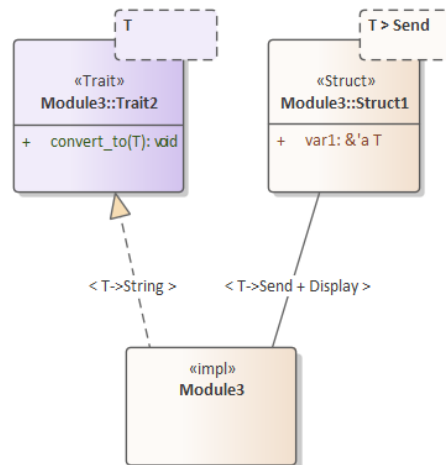 T
T > Send
«Trait»
Module3::Trait2
+ convert_to(T): void
«Struct»
Module3::Struct1
+ var1: &'a T
< T->String >
< T->Send + Display >
«impl»
Module3